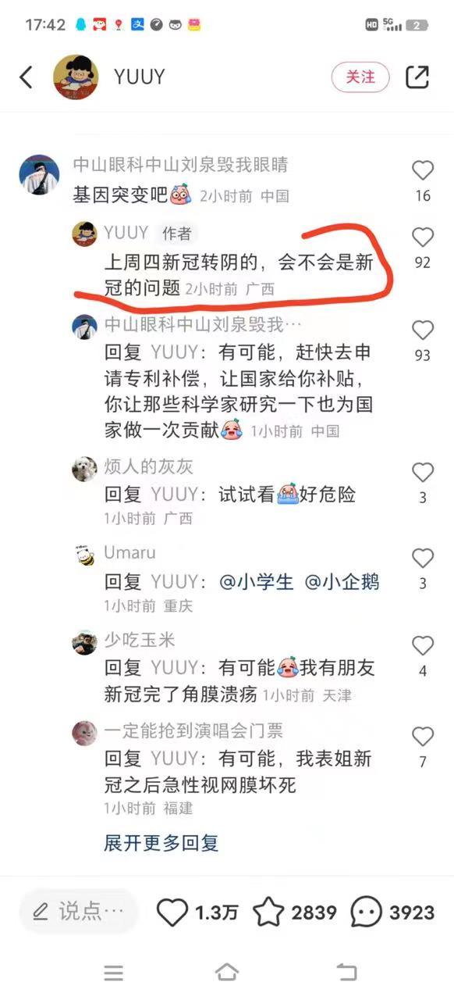 17:42
HD 5G 2
YUUY
关注
中山眼科中山刘泉毁我眼睛
基因突变吧 2小时前 中国
16
YUUY 作者
上周四新冠转阴的，会不会是新
冠的问题 2小时前 广西
92
中山眼科中山刘泉毁我…
回复 YUUY：有可能，赶快去申
请专利补偿，让国家给你补贴，
你让那些科学家研究一下也为国
家做一次贡献 1小时前 中国
93
烦人的灰灰
回复 YUUY：试试看好危险
1小时前 广西
3
Umaru
回复 YUUY：@小学生 @小企鹅
1小时前 重庆
3
少吃玉米
回复 YUUY：有可能我有朋友
新冠完了角膜溃疡 1小时前 天津
4
一定能抢到演唱会门票
回复 YUUY：有可能，我表姐新
冠之后急性视网膜坏死
1小时前 福建
7
展开更多回复
说点… 1.3万 2839 3923